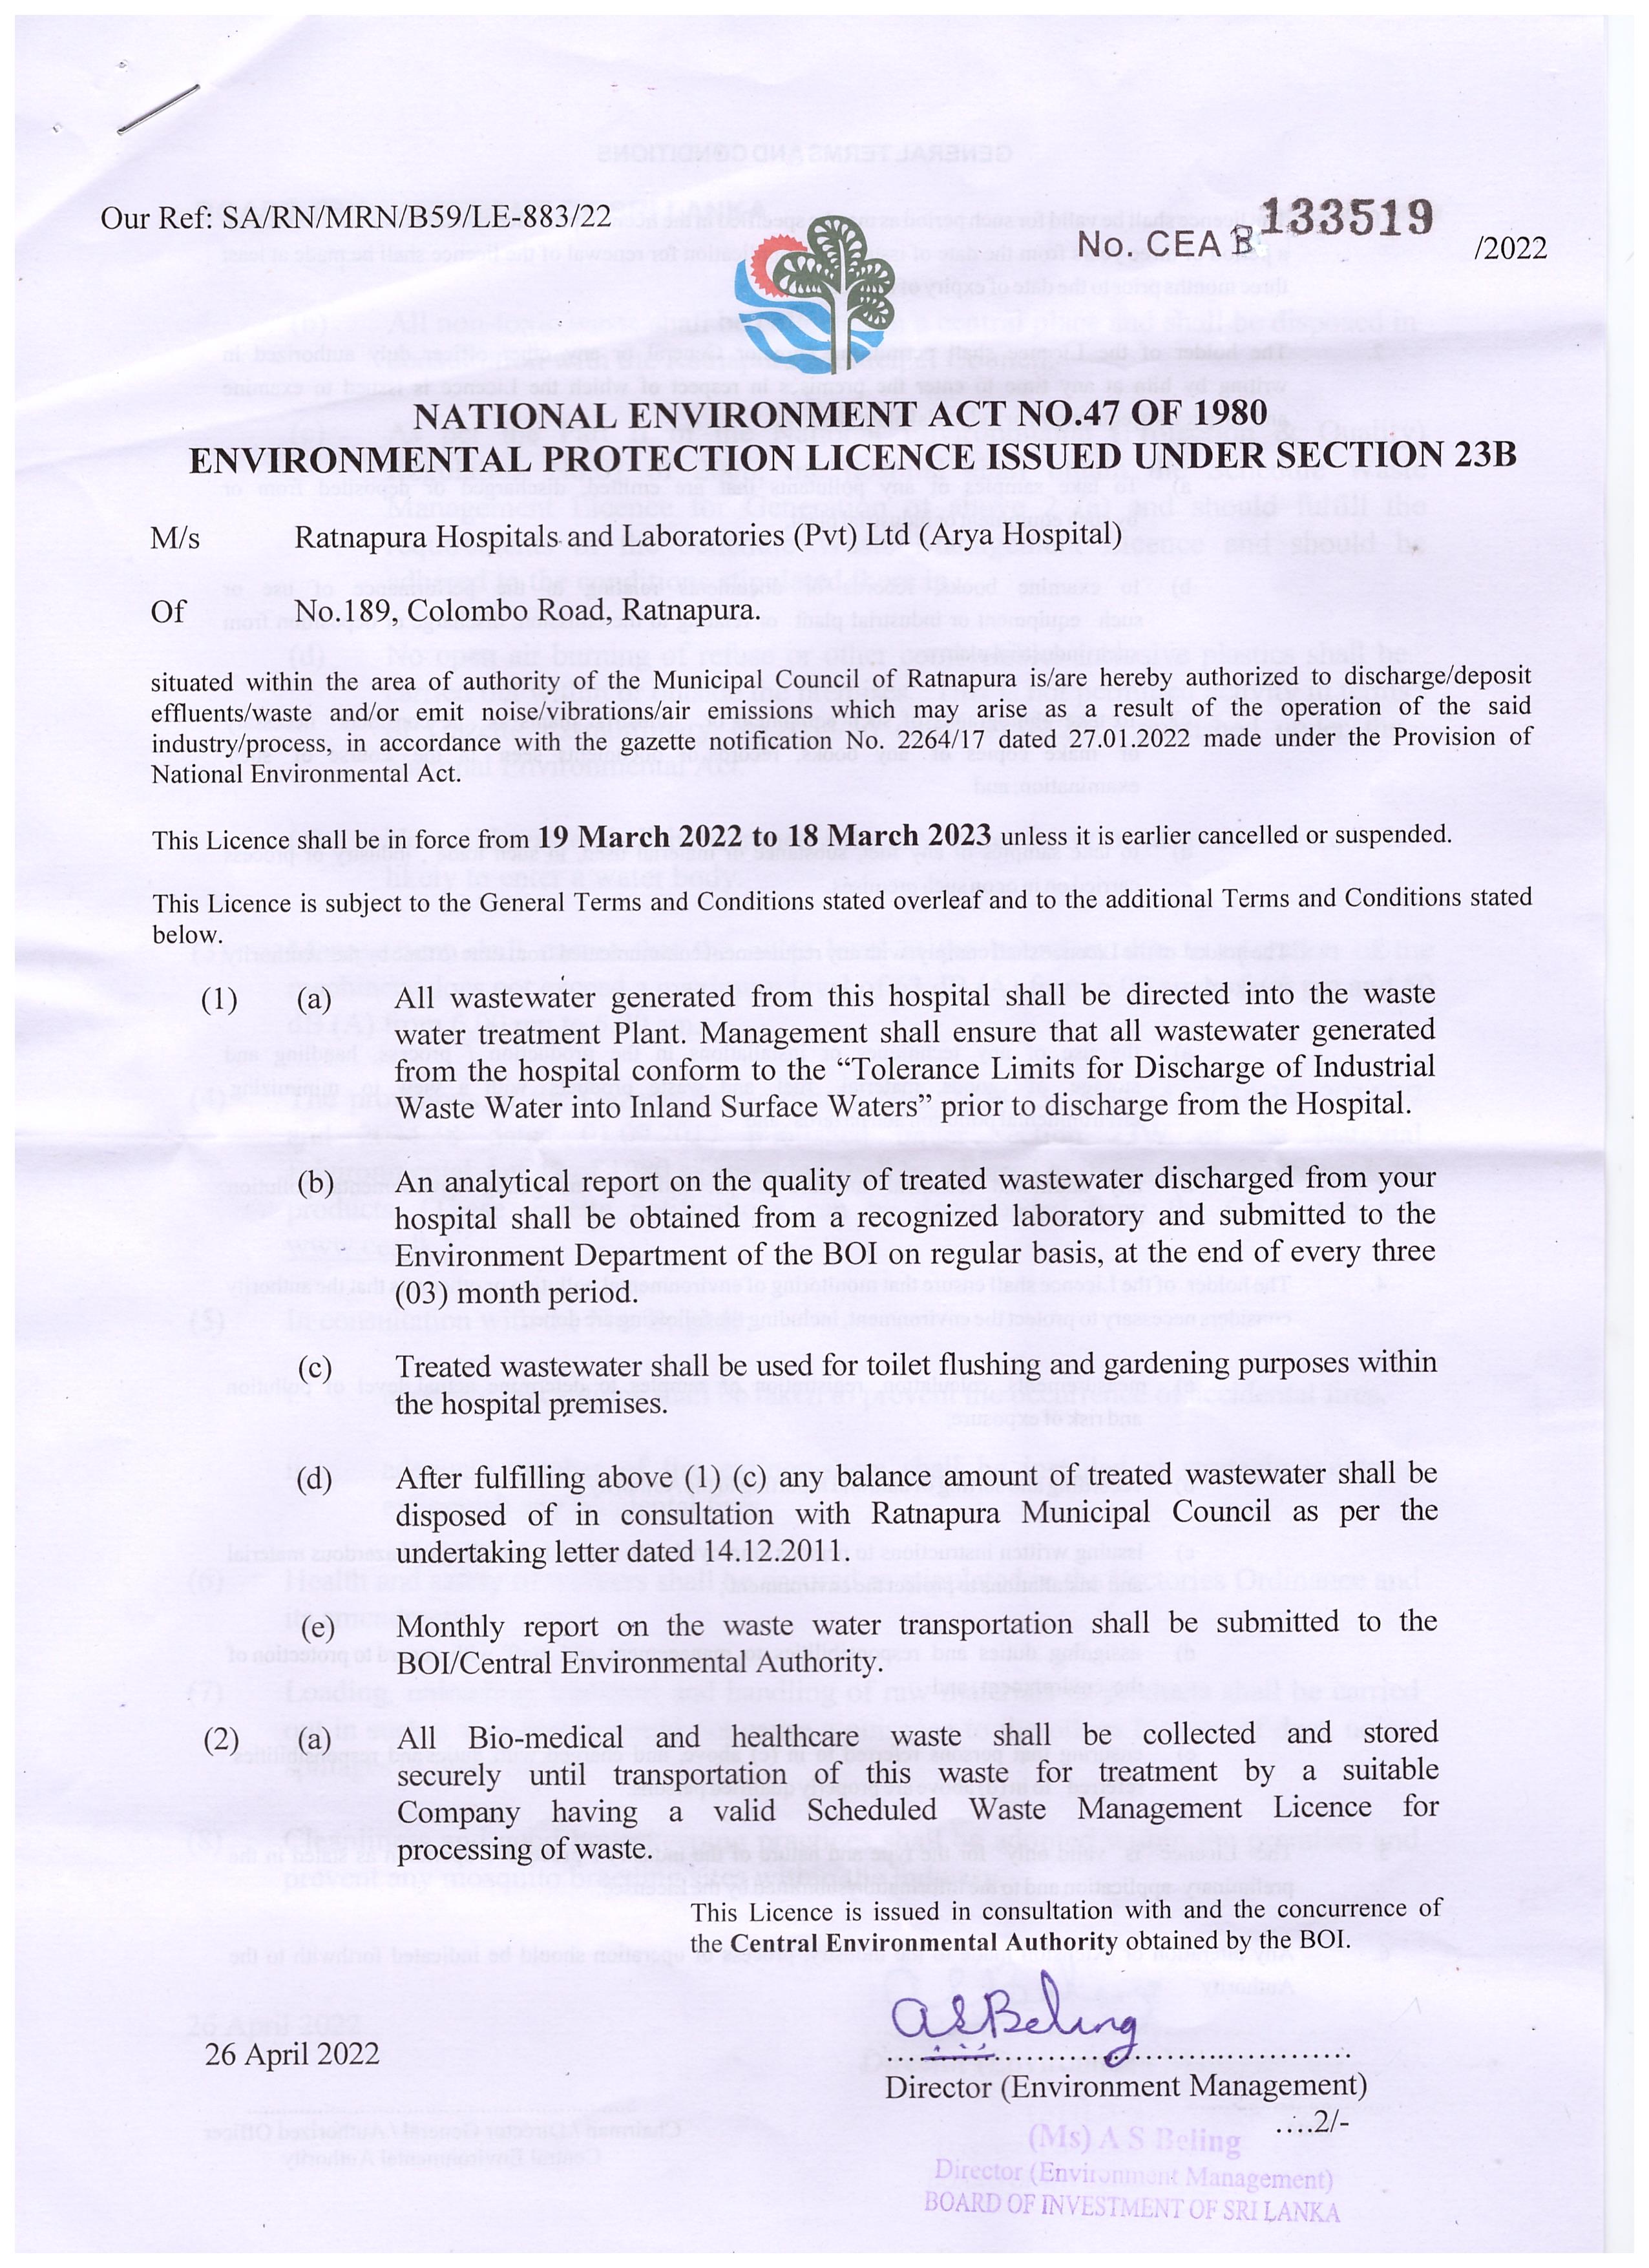 Our Ref: SA/RN/MRN/B59/LE-883/22
No. CEA B 133519 /2022
NATIONAL ENVIRONMENT ACT NO.47 OF 1980
ENVIRONMENTAL PROTECTION LICENCE ISSUED UNDER SECTION 23B
M/s Ratnapura Hospitals and Laboratories (Pvt) Ltd (Arya Hospital)
Of No.189, Colombo Road, Ratnapura.
situated within the area of authority of the Municipal Council of Ratnapura is/are hereby authorized to discharge/deposit
effluents/waste and/or emit noise/vibrations/air emissions which may arise as a result of the operation of the said
industry/process, in accordance with the gazette notification No. 2264/17 dated 27.01.2022 made under the Provision of
National Environmental Act.
This Licence shall be in force from 19 March 2022 to 18 March 2023 unless it is earlier cancelled or suspended.
This Licence is subject to the General Terms and Conditions stated overleaf and to the additional Terms and Conditions stated
below.
(1) (a) All wastewater generated from this hospital shall be directed into the waste
water treatment Plant. Management shall ensure that all wastewater generated
from the hospital conform to the “Tolerance Limits for Discharge of Industrial
Waste Water into Inland Surface Waters” prior to discharge from the Hospital.
(b) An analytical report on the quality of treated wastewater discharged from your
hospital shall be obtained from a recognized laboratory and submitted to the
Environment Department of the BOI on regular basis, at the end of every three
(03) month period.
(c) Treated wastewater shall be used for toilet flushing and gardening purposes within
the hospital premises.
(d) After fulfilling above (1) (c) any balance amount of treated wastewater shall be
disposed of in consultation with Ratnapura Municipal Council as per the
undertaking letter dated 14.12.2011.
(e) Monthly report on the waste water transportation shall be submitted to the
BOI/Central Environmental Authority.
(2) (a) All Bio-medical and healthcare waste shall be collected and stored
securely until transportation of this waste for treatment by a suitable
Company having a valid Scheduled Waste Management Licence for
processing of waste.
This Licence is issued in consultation with and the concurrence of
the Central Environmental Authority obtained by the BOI.
ASBeling
26 April 2022
Director (Environment Management)
....2/-
(Ms) A S Beling
Director (Environment Management)
BOARD OF INVESTMENT OF SRI LANKA